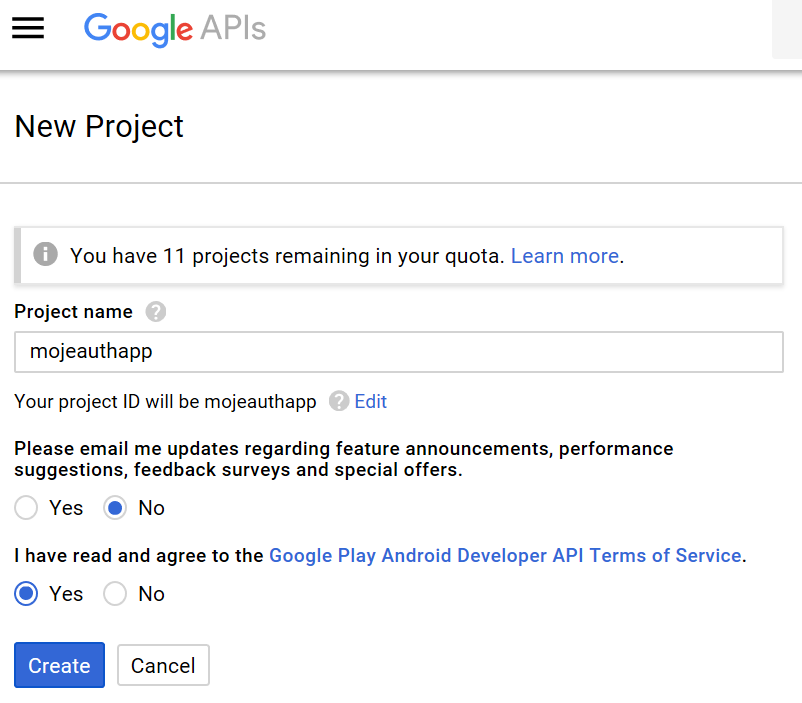 Google APIs
New Project
You have 11 projects remaining in your quota. Learn more.
Project name
mojeauthapp
Your project ID will be mojeauthapp Edit
Please email me updates regarding feature announcements, performance
suggestions, feedback surveys and special offers.
Yes No
I have read and agree to the Google Play Android Developer API Terms of Service.
Yes No
Create Cancel